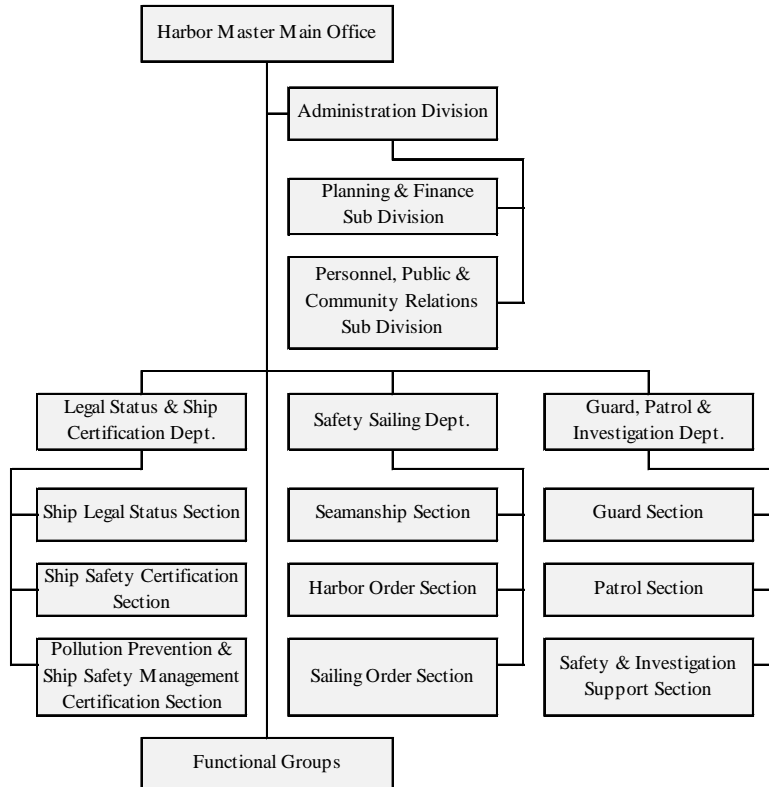 Harbor Master Main Office
Administration Division
Planning & Finance
Sub Division
Personnel, Public &
Community Relations
Sub Division
Legal Status & Ship
Certification Dept.
Safety Sailing Dept.
Guard, Patrol &
Investigation Dept.
Ship Legal Status Section
Seamanship Section
Guard Section
Ship Safety Certification
Section
Harbor Order Section
Patrol Section
Pollution Prevention &
Ship Safety Management
Certification Section
Sailing Order Section
Safety & Investigation
Support Section
Functional Groups